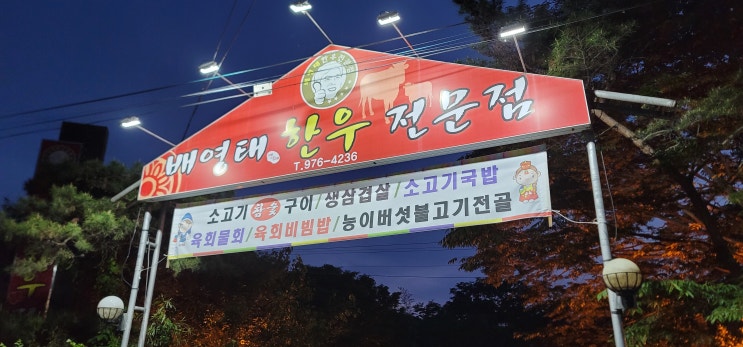 배영태 한우 전문점
T.976-4236
소고기 참숯 구이/생삼겹살/소고기국밥
육회물회/육회비빔밥/능이버섯불고기전골